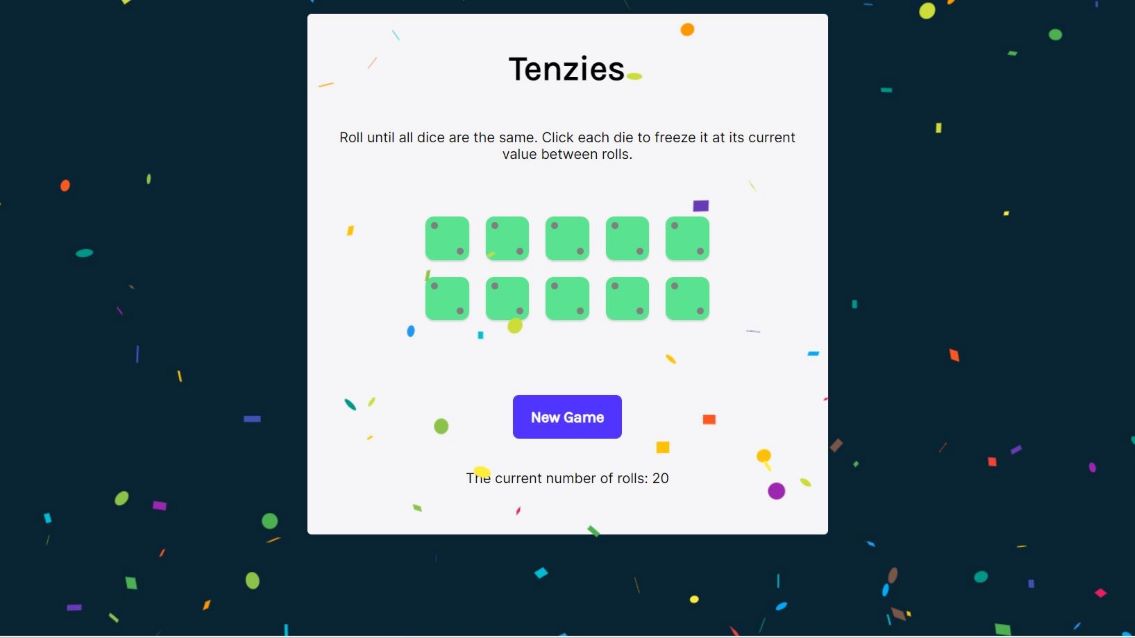 Tenzies
Roll until all dice are the same. Click each die to freeze it at its current
value between rolls.
New Game
The current number of rolls: 20